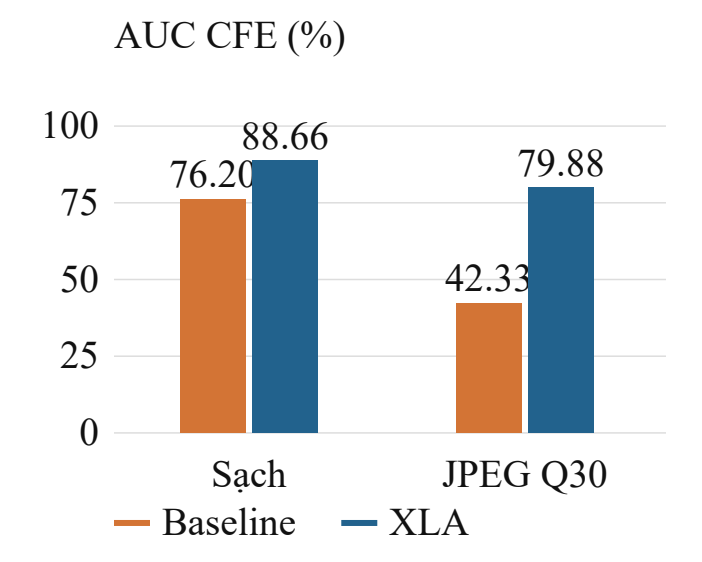 AUC CFE (%)
100
75
50
25
0
76.20
88.66
42.33
79.88
Sạch
JPEG Q30
Baseline
XLA